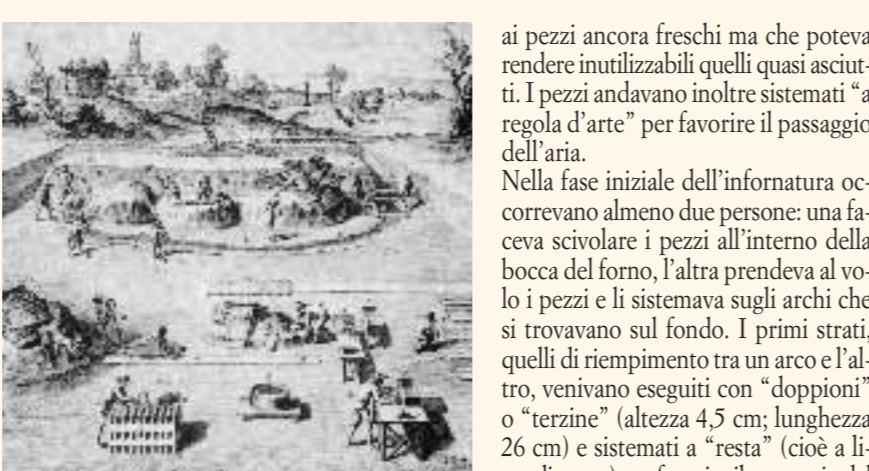 ai pezzi ancora freschi ma che poteva
rendere inutilizzabili quelli quasi asciut-
ti. I pezzi andavano inoltre sistemati “a
regola d’arte” per favorire il passaggio
dell’aria.
Nella fase iniziale dell’infornatura oc-
correvano almeno due persone: una fa-
ceva scivolare i pezzi all’interno della
bocca del forno, l’altra prendeva al vo-
lo i pezzi e li sistemava sugli archi che
si trovavano sul fondo. I primi strati,
quelli di riempimento tra un arco e l’al-
tro, venivano eseguiti con “doppioni”
o “terzine” (altezza 4,5 cm; lunghezza
26 cm) e sistemati a “resta” (cioè a li-